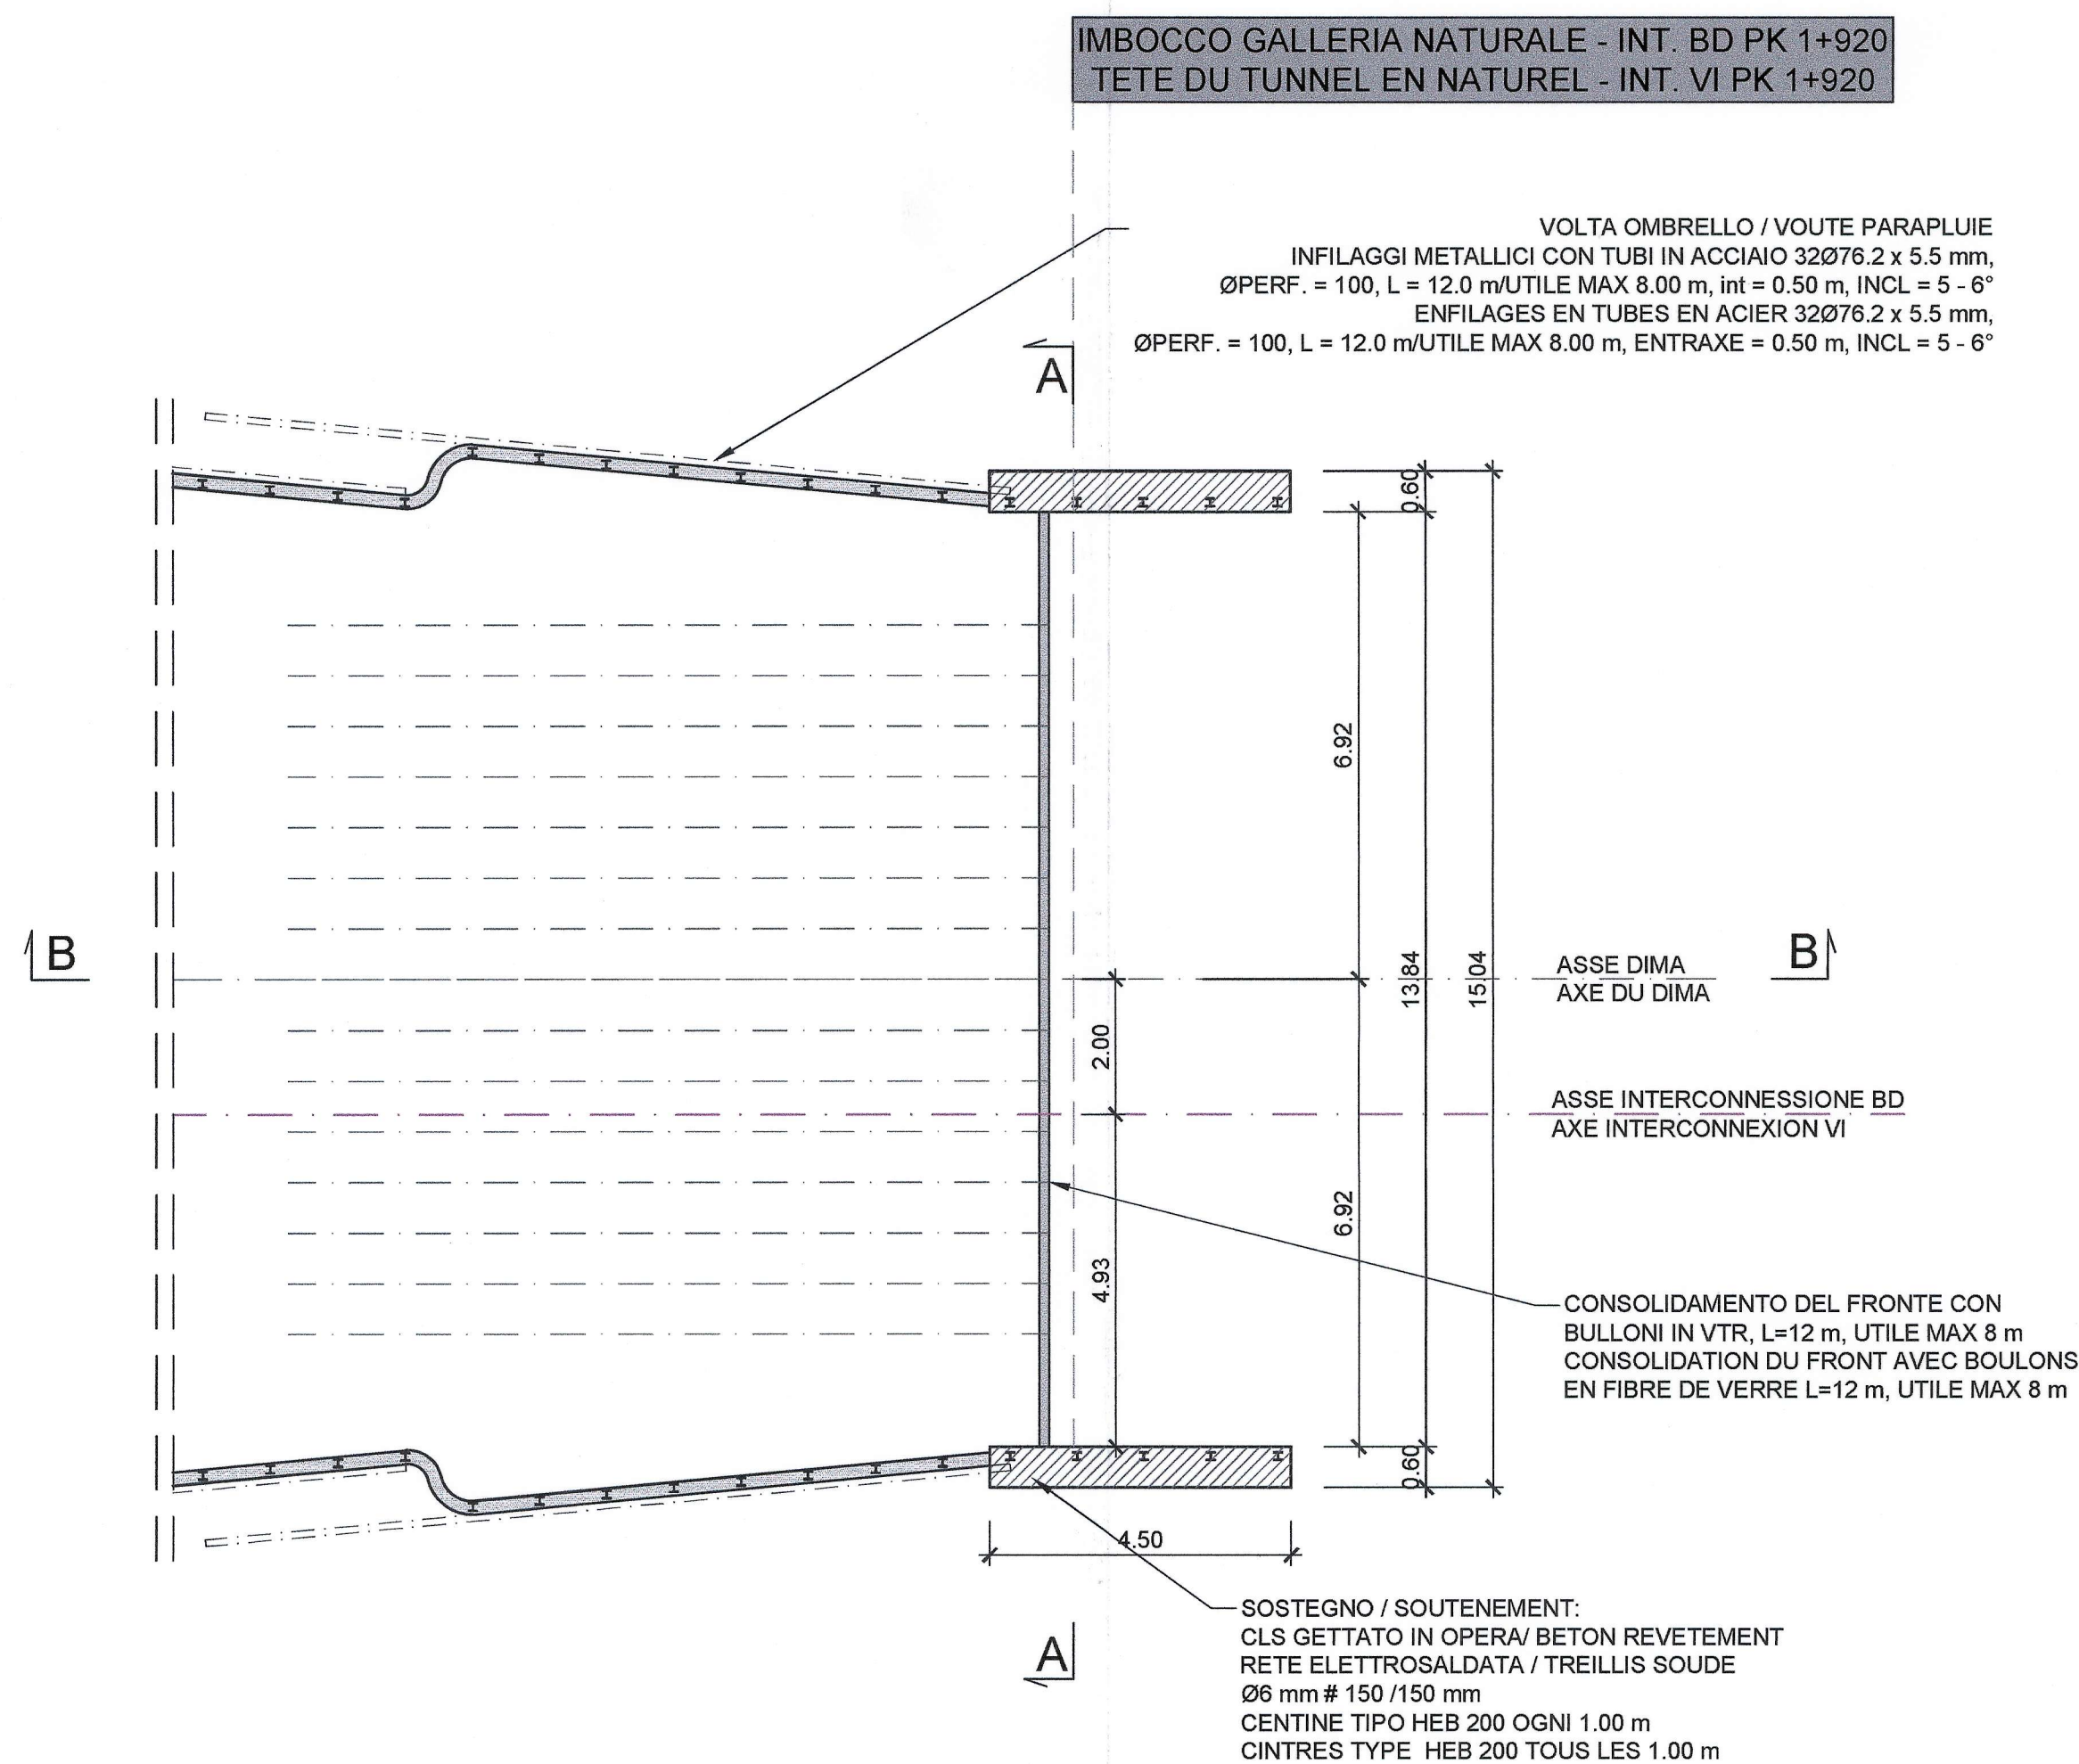 IMBOCCO GALLERIA NATURALE - INT. BD PK 1+920
TETE DU TUNNEL EN NATUREL - INT. VI PK 1+920
VOLTA OMBRELLO / VOUTE PARAPLUIE
INFILAGGI METALLICI CON TUBI IN ACCIAIO 32Ø76.2 x 5.5 mm,
ØPERF. = 100, L = 12.0 m/UTILE MAX 8.00 m, int = 0.50 m, INCL = 5 - 6°
ENFILAGES EN TUBES EN ACIER 32Ø76.2 x 5.5 mm,
ØPERF. = 100, L = 12.0 m/UTILE MAX 8.00 m, ENTRAXE = 0.50 m, INCL = 5 - 6°
A
0.60
6.92
B
13.84
15.04
ASSE DIMA
AXE DU DIMA
B
2.00
ASSE INTERCONNESSIONE BD
AXE INTERCONNEXION VI
6.92
4.93
CONSOLIDAMENTO DEL FRONTE CON
BULLONI IN VTR, L=12 m, UTILE MAX 8 m
CONSOLIDATION DU FRONT AVEC BOULONS
EN FIBRE DE VERRE L=12 m, UTILE MAX 8 m
0.60
4.50
A
SOSTEGNO / SOUTENEMENT:
CLS GETTATO IN OPERA/ BETON REVETEMENT
RETE ELETTROSALDATA / TREILLIS SOUDE
Ø6 mm # 150 /150 mm
CENTINE TIPO HEB 200 OGNI 1.00 m
CINTRES TYPE HEB 200 TOUS LES 1.00 m